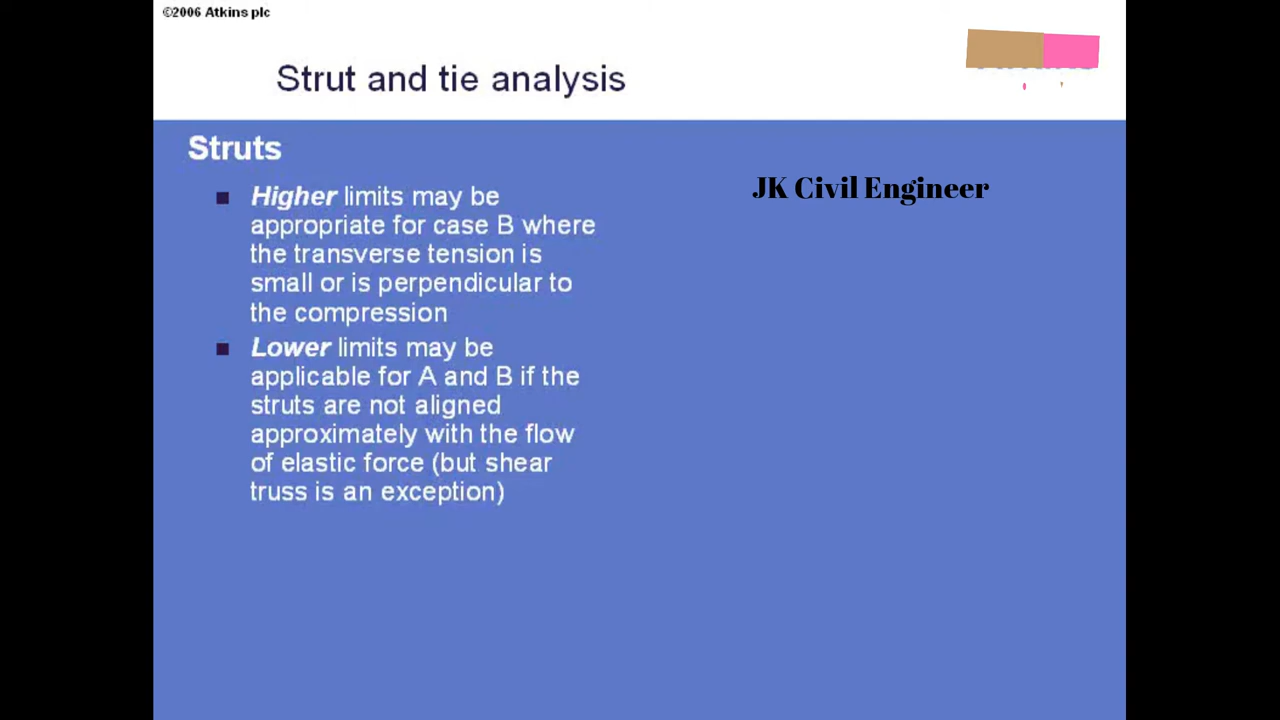 ©2006 Atkins plc
Strut and tie analysis
Struts
Higher limits may be
appropriate for case B where
the transverse tension is
small or is perpendicular to
the compression
Lower limits may be
applicable for A and B if the
struts are not aligned
approximately with the flow
of elastic force (but shear
truss is an exception)
JK Civil Engineer